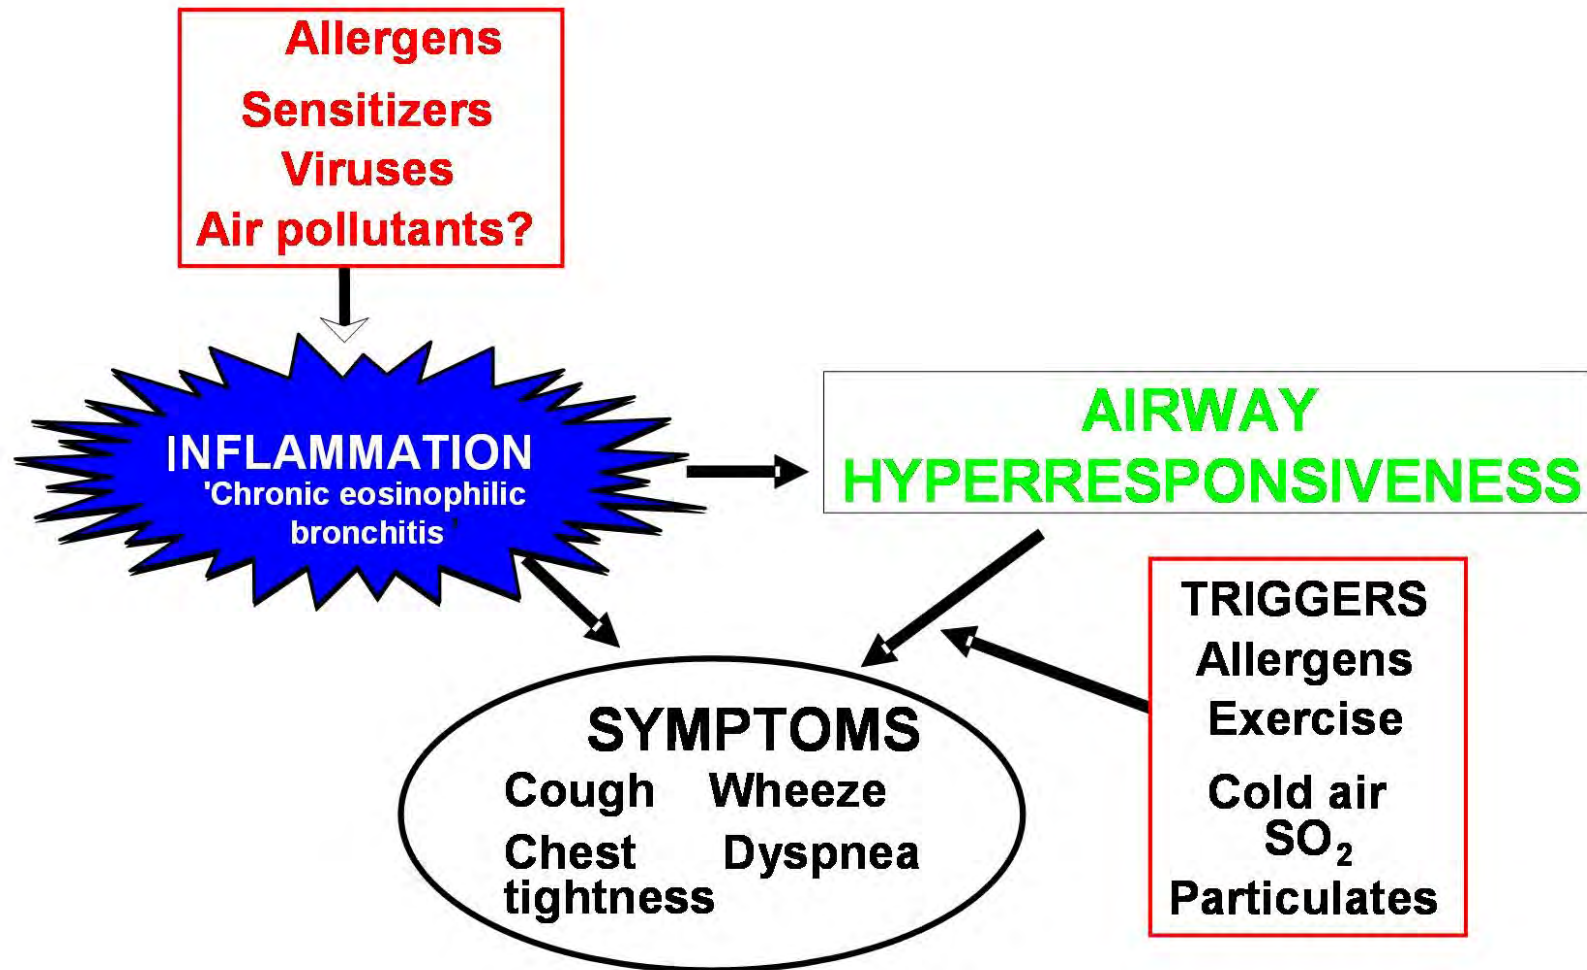 Allergens
Sensitizers
Viruses
Air pollutants?
INFLAMMATION
'Chronic eosinophilic
bronchitis '
AIRWAY
HYPERRESPONSIVENESS
SYMPTOMS
Cough Wheeze
Chest Dyspnea
tightness
TRIGGERS
Allergens
Exercise
Cold air
SO₂
Particulates